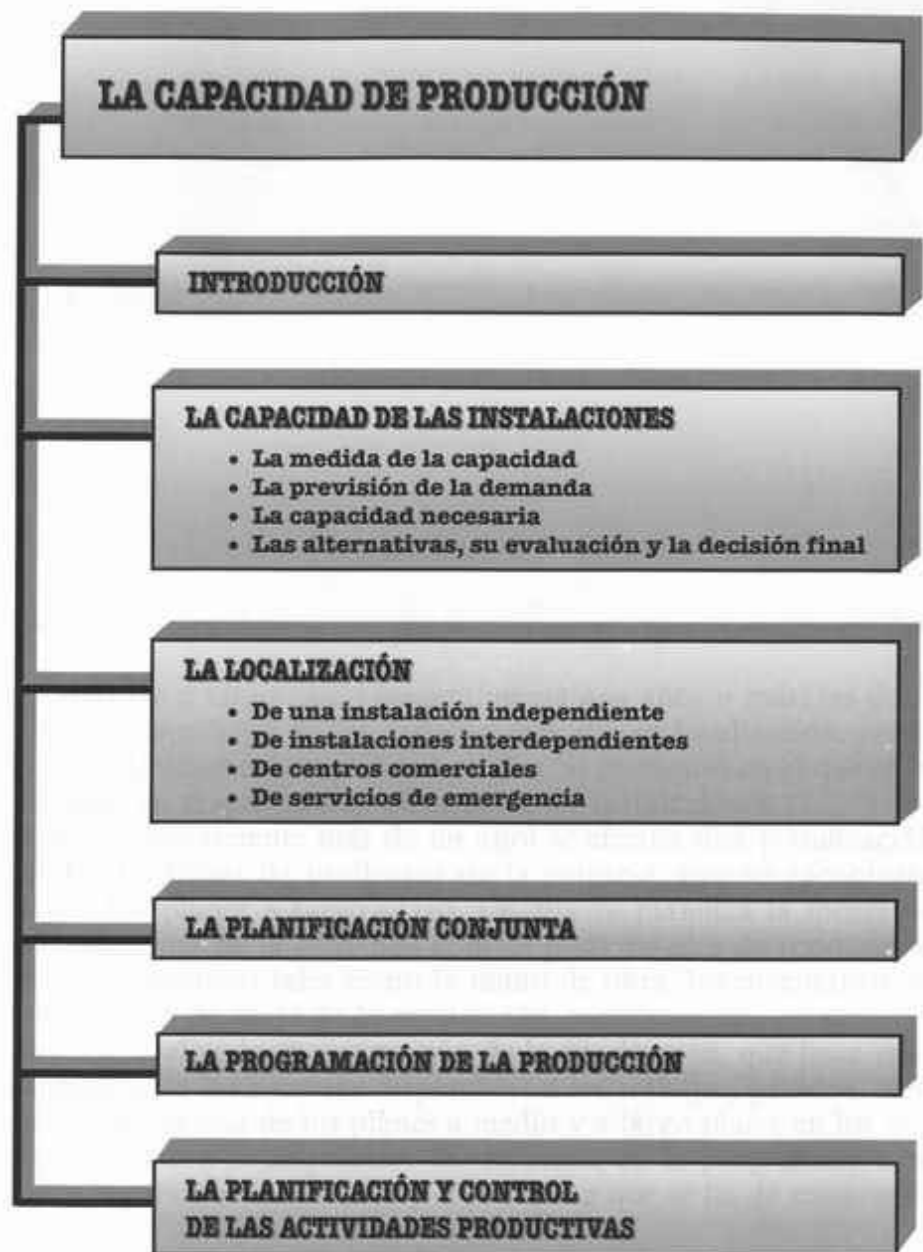 LA CAPACIDAD DE PRODUCCIÓN
INTRODUCCIÓN
LA CAPACIDAD DE LAS INSTALACIONES
• La medida de la capacidad
• La previsión de la demanda
• La capacidad necesaria
• Las alternativas, su evaluación y la decisión final
LA LOCALIZACIÓN
• De una instalación independiente
• De instalaciones interdependientes
• De centros comerciales
• De servicios de emergencia
LA PLANIFICACIÓN CONJUNTA
LA PROGRAMACIÓN DE LA PRODUCCIÓN
LA PLANIFICACIÓN Y CONTROL
DE LAS ACTIVIDADES PRODUCTIVAS